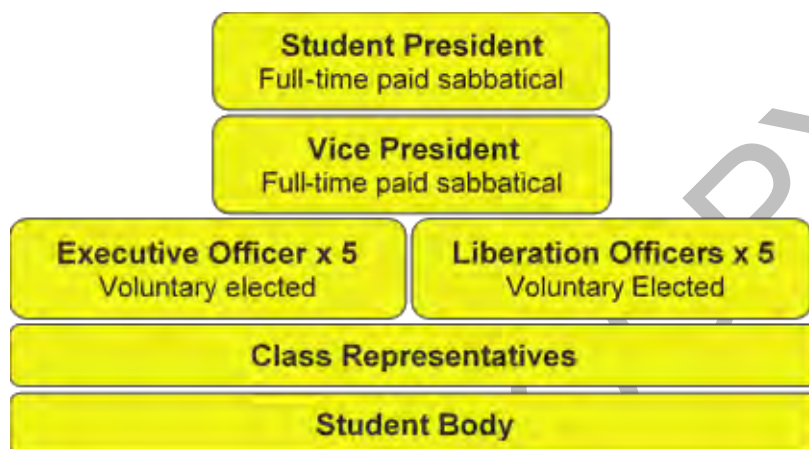 Student President
Full-time paid sabbatical
Vice President
Full-time paid sabbatical
Executive Officer x 5
Voluntary elected
Liberation Officers x 5
Voluntary Elected
Class Representatives
Student Body